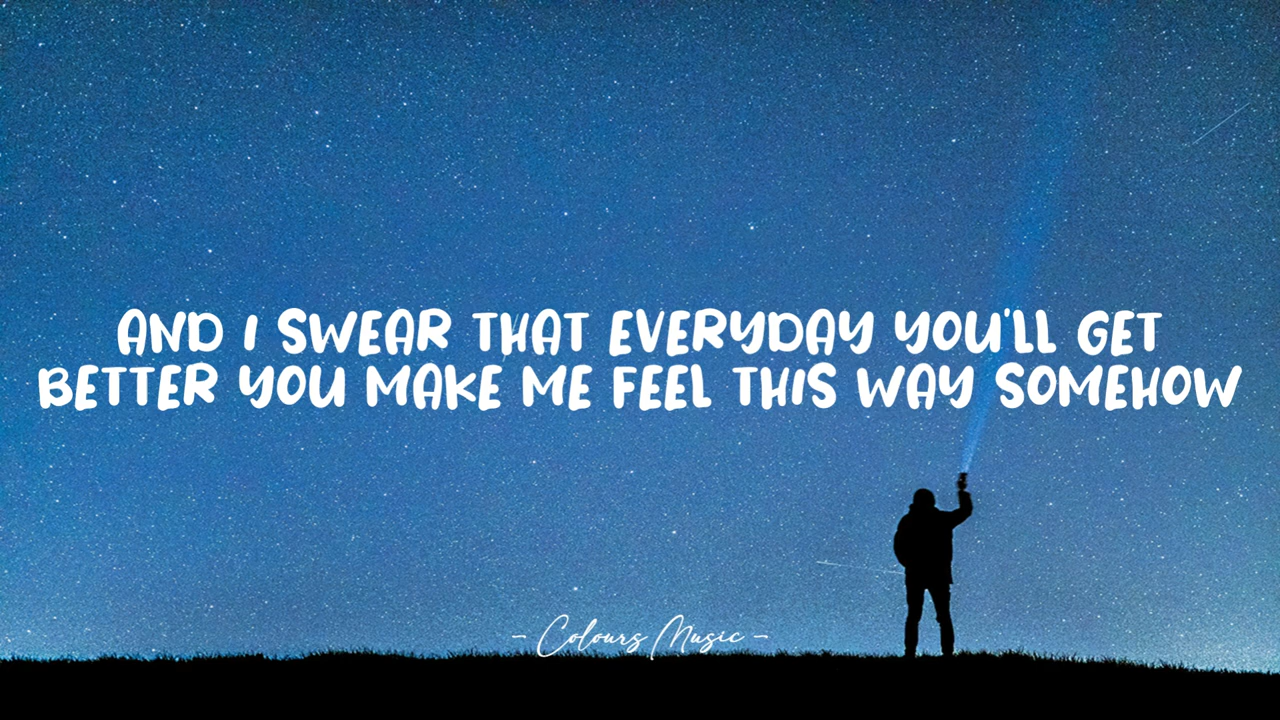 AND I SWEAR THAT EVERYDAY YOU'LL GET
BETTER YOU MAKE ME FEEL THIS WAY SOMEHOW
- Colours Music -